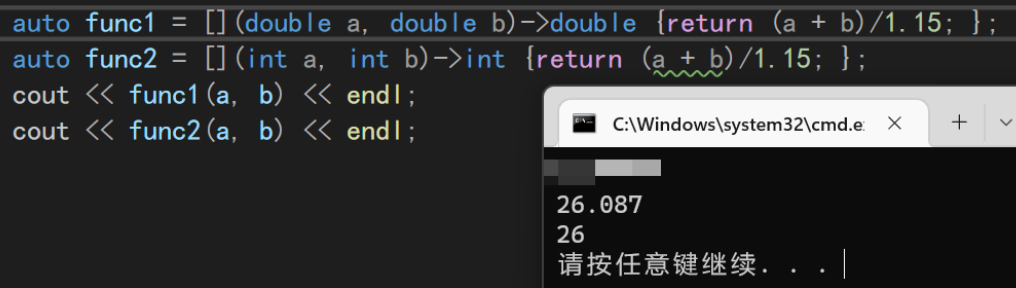 auto func1 = [](double a, double b)->double {return (a + b)/1.15; };
auto func2 = [](int a, int b)->int {return (a + b)/1.15; };
cout << func1(a, b) << endl;
cout << func2(a, b) << endl;
C:\Windows\system32\cmd.e
26.087
26
请按任意键继续. . .